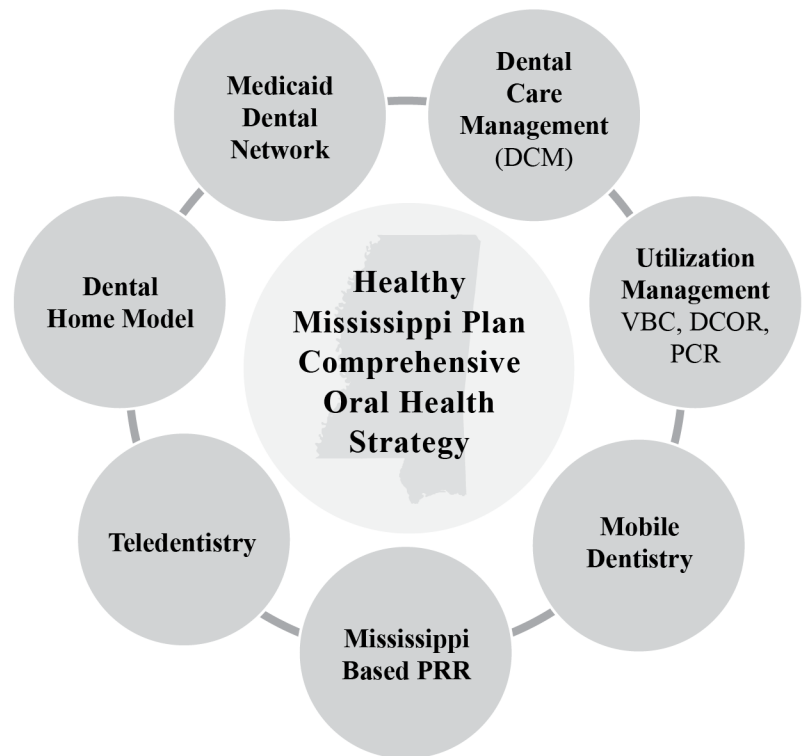 Medicaid
Dental
Network
Dental
Care
Management
(DCM)
Utilization
Management
VBC, DCOR,
PCR
Mobile
Dentistry
Mississippi
Based PRR
Teledentistry
Dental
Home Model
Healthy
Mississippi Plan
Comprehensive
Oral Health
Strategy